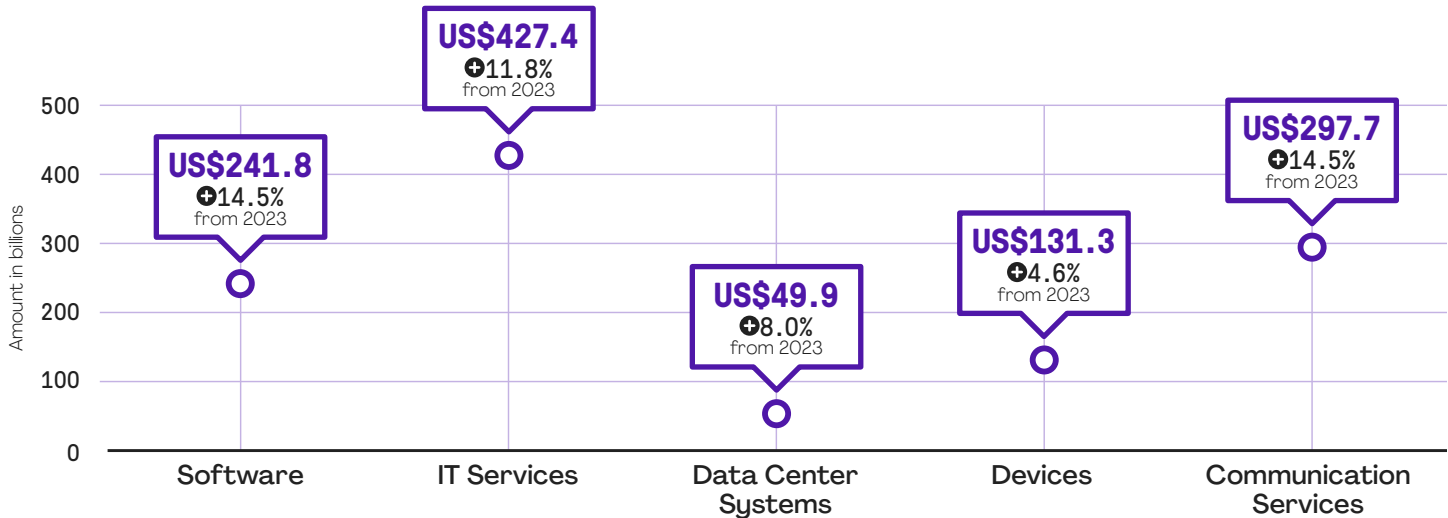 Amount in billions
500
400
300
200
100
0
US$241.8
+14.5%
from 2023
US$427.4
+11.8%
from 2023
US$49.9
+8.0%
from 2023
US$131.3
+4.6%
from 2023
US$297.7
+14.5%
from 2023
Software
IT Services
Data Center
Systems
Devices
Communication
Services